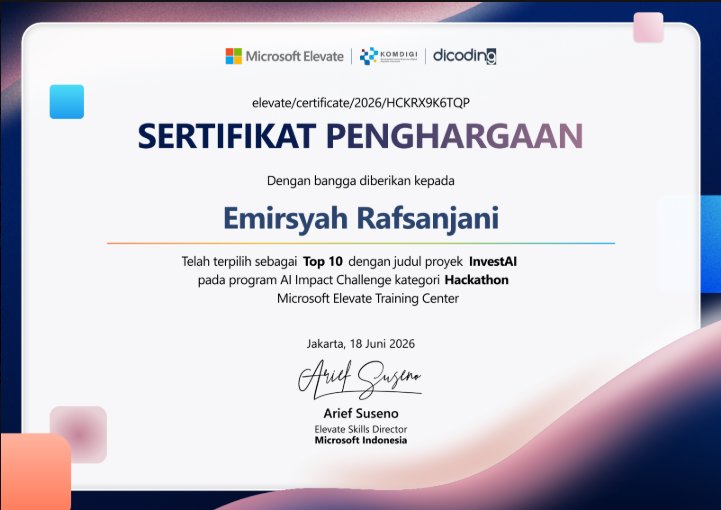 Microsoft Elevate
KOMDIGI
dicoding
elevate/certificate/2026/HCKRX9K6TQP
SERTIFIKAT PENGHARGAAN
Dengan bangga diberikan kepada
Emirsyah Rafsanjani
Telah terpilih sebagai Top 10 dengan judul proyek InvestAI
pada program AI Impact Challenge kategori Hackathon
Microsoft Elevate Training Center
Jakarta, 18 Juni 2026
Arief Suseno
Arief Suseno
Elevate Skills Director
Microsoft Indonesia